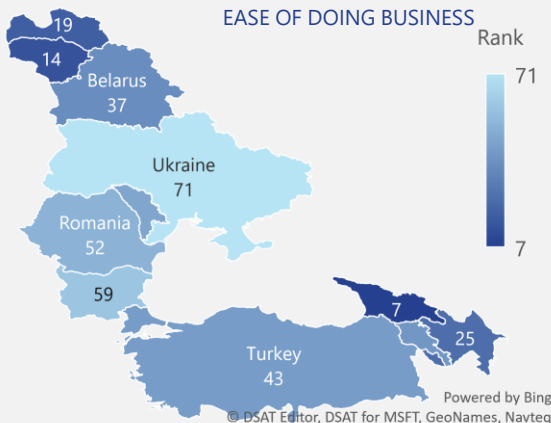 EASE OF DOING BUSINESS
Rank
71
7
19
14
Belarus
37
Ukraine
71
Romania
52
59
7
25
Turkey
43
Powered by Bing
© DSAT Editor, DSAT for MSFT, GeoNames, Navteq